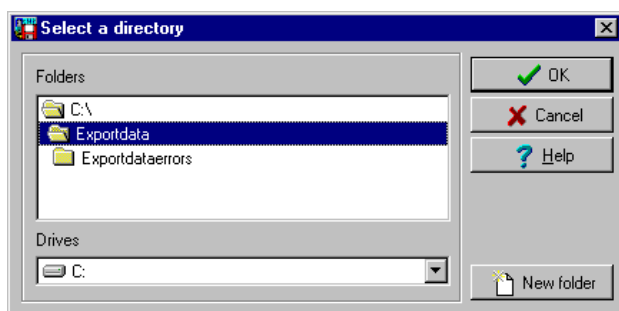 Select a directory
Folders
C:\
Exportdata
Exportdataerrors
Drives
C:
OK
Cancel
Help
New folder